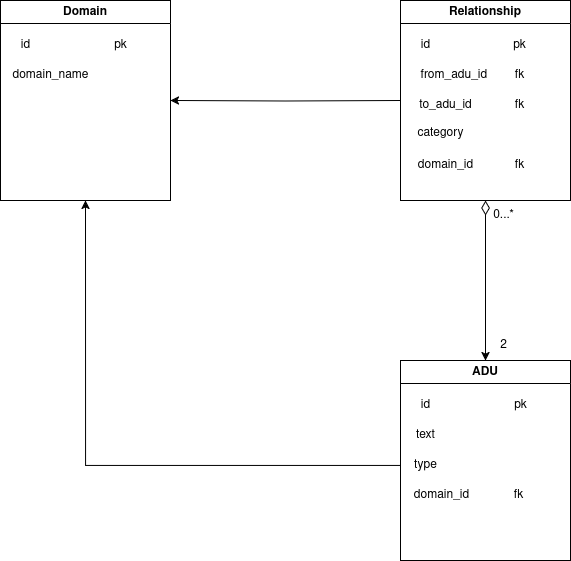 Domain
id pk
domain_name
Relationship
id pk
from_adu_id fk
to_adu_id fk
category
domain_id fk
0...*
2
ADU
id pk
text
type
domain_id fk